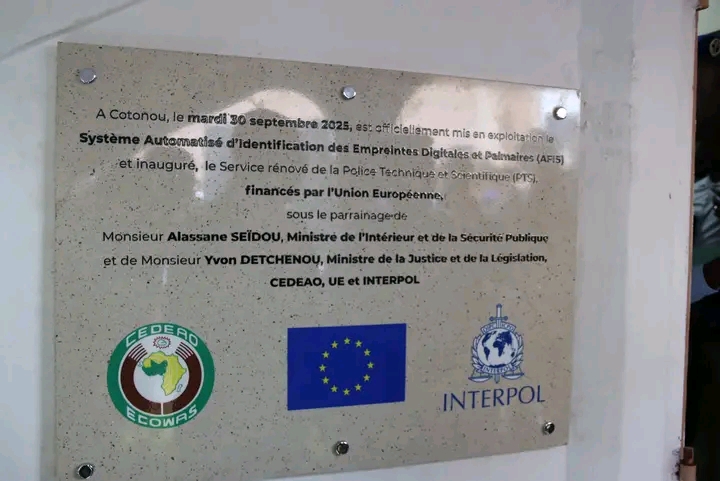 A Cotonou, le mardi 30 septembre 2025, est officiellement mis en exploitation le
Système Automatisé d'Identification des Empreintes Digitales et Palmaires (AFIS)
et inauguré, le Service rénové de la Police Technique et Scientifique (PTS),
financés par l'Union Européenne,
sous le parrainage de
Monsieur Alassane SEÏDOU, Ministre de l'Intérieur et de la Sécurité Publique
et de Monsieur Yvon DETCHENOU, Ministre de la Justice et de la Législation,
CEDEAO, UE et INTERPOL
CEDEAO
ECOWAS
INTERPOL
INTERPOL